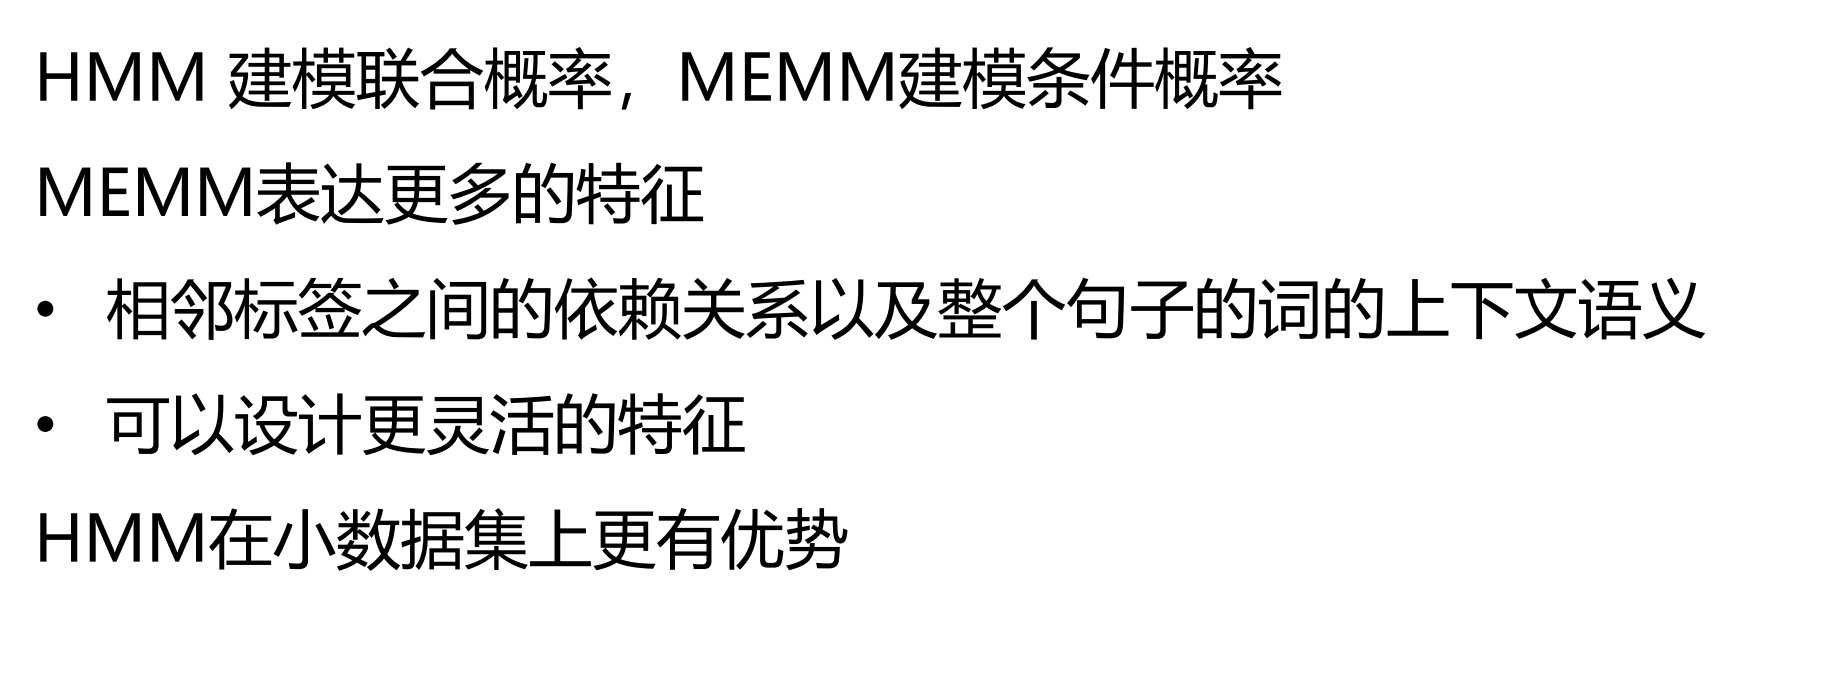 HMM 建模联合概率，MEMM建模条件概率
MEMM表达更多的特征
• 相邻标签之间的依赖关系以及整个句子的词的上下文语义
• 可以设计更灵活的特征
HMM在小数据集上更有优势